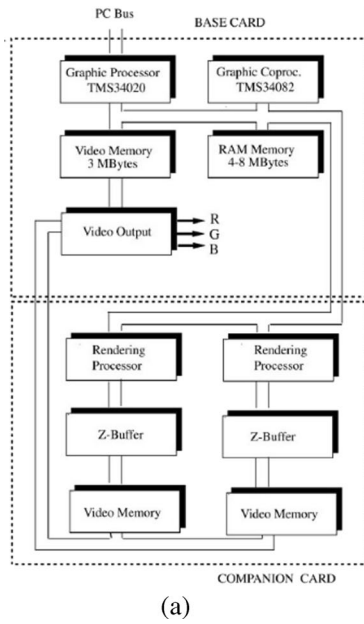 PC Bus
BASE CARD
Graphic Processor
TMS34020
Graphic Coproc.
TMS34082
Video Memory
3 MBytes
RAM Memory
4-8 MBytes
Video Output
R
G
B
Rendering
Processor
Rendering
Processor
Z-Buffer
Z-Buffer
Video Memory
Video Memory
COMPANION CARD
(a)